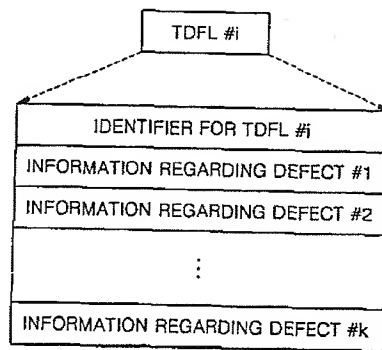 TDFL #i
IDENTIFIER FOR TDFL #i
INFORMATION REGARDING DEFECT #1
INFORMATION REGARDING DEFECT #2
⋮
INFORMATION REGARDING DEFECT #k